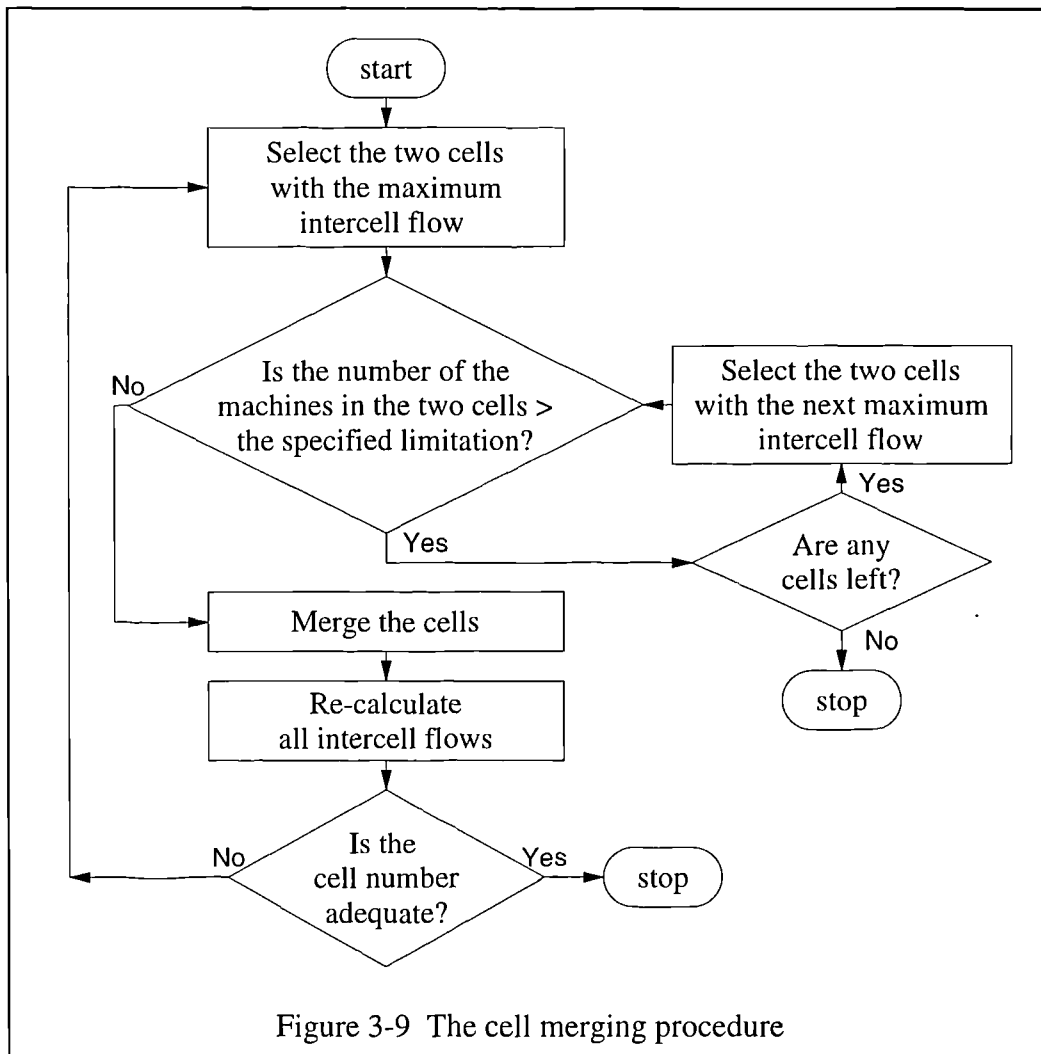 start
Select the two cells
with the maximum
intercell flow
No
Is the number of the
machines in the two cells >
the specified limitation?
Yes
Select the two cells
with the next maximum
intercell flow
Yes
Are any
cells left?
No
stop
Merge the cells
Re-calculate
all intercell flows
No
Is the
cell number
adequate?
Yes
stop
Figure 3-9 The cell merging procedure